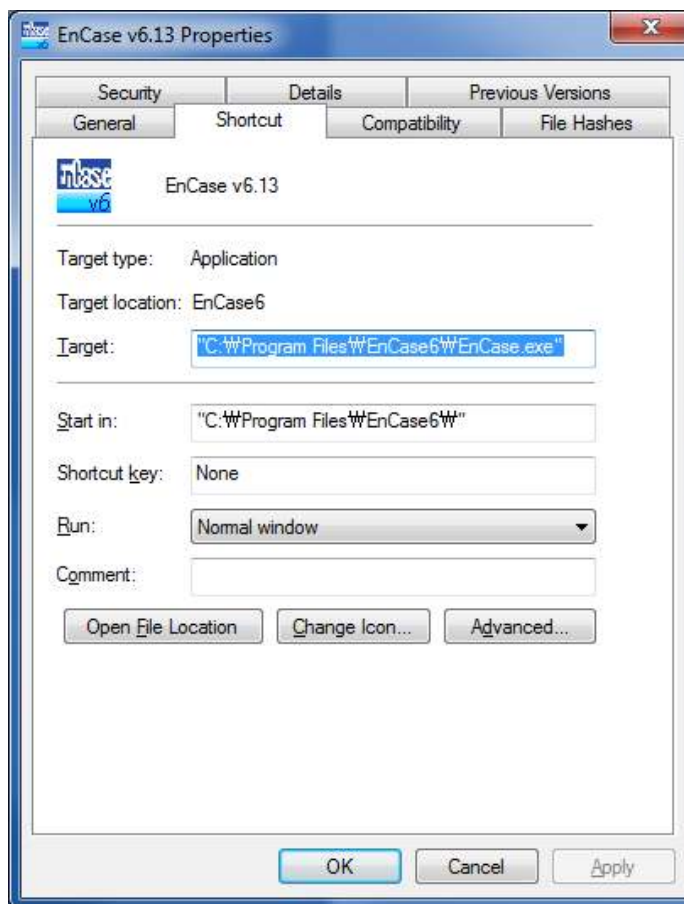 EnCase v6.13 Properties
Security Details Previous Versions
General Shortcut Compatibility File Hashes
EnCase v6.13
Target type: Application
Target location: EnCase6
Target: "C:₩Program Files₩EnCase6₩EnCase.exe"
Start in: "C:₩Program Files₩EnCase6₩"
Shortcut key: None
Run: Normal window
Comment:
Open File Location Change Icon... Advanced...
OK Cancel Apply